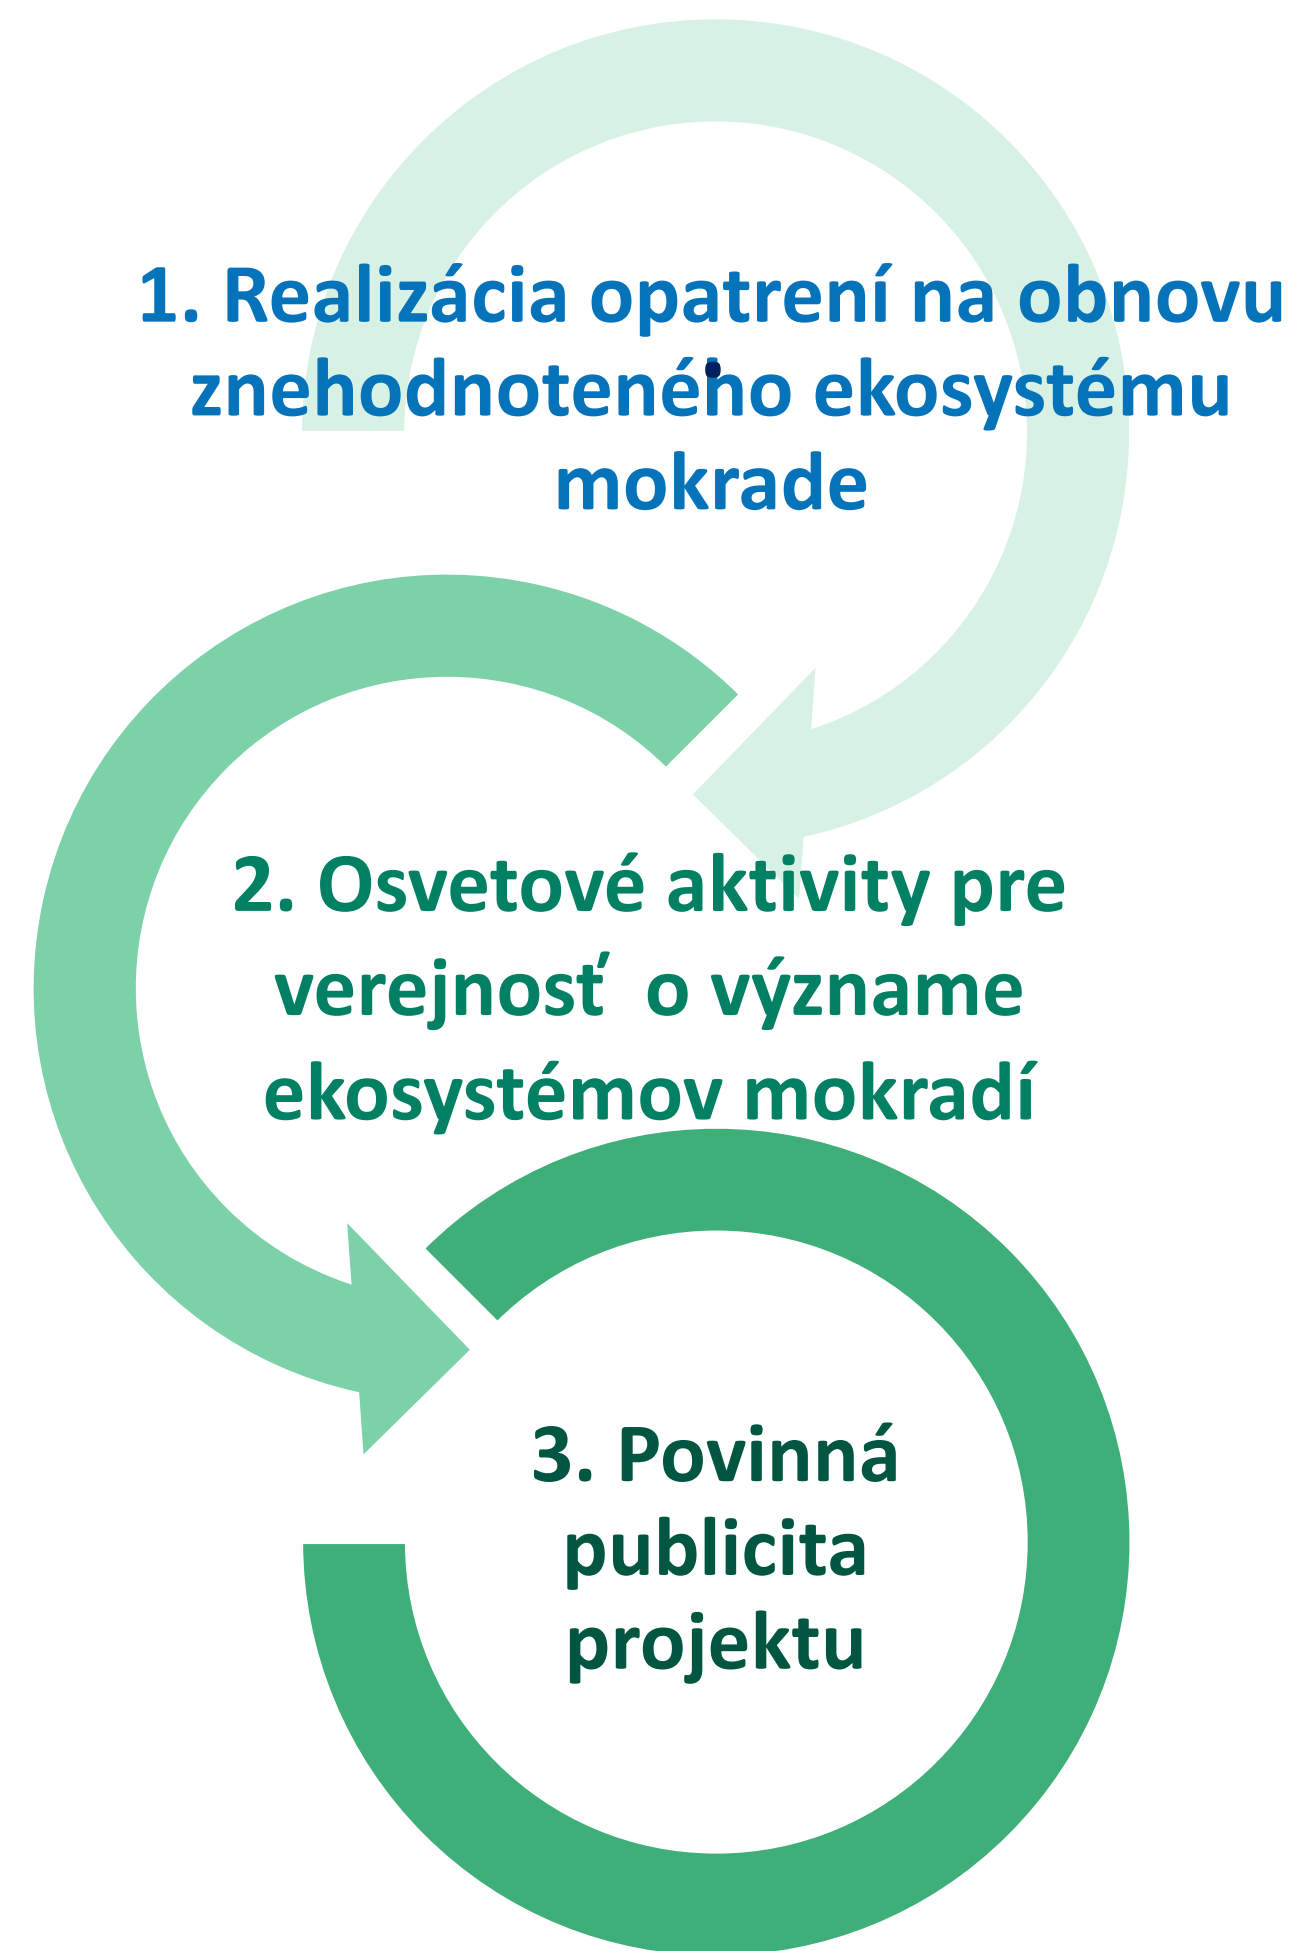 1. Realizácia opatrení na obnovu
znehodnoteného ekosystému
mokrade
2. Osvetové aktivity pre
verejnosť o význame
ekosystémov mokradí
3. Povinná
publicita
projektu